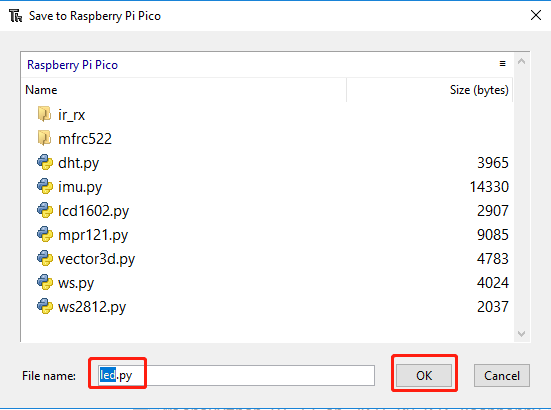 Save to Raspberry Pi Pico
Raspberry Pi Pico
Name Size (bytes)
ir_rx
mfrc522
dht.py 3965
imu.py 14330
lcd1602.py 2907
mpr121.py 9085
vector3d.py 4783
ws.py 4024
ws2812.py 2037
File name: led.py OK Cancel